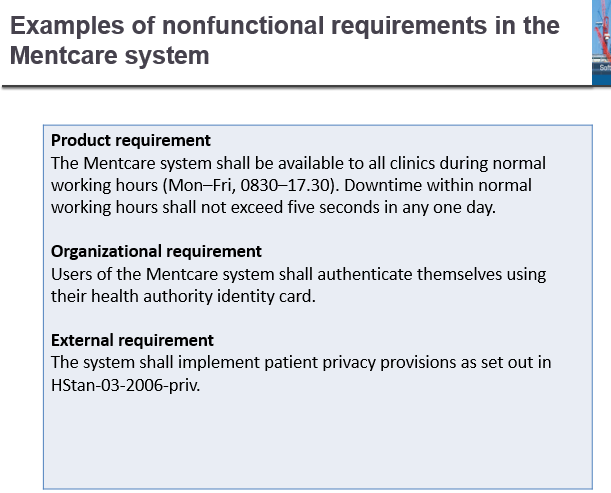 Examples of nonfunctional requirements in the
Mentcare system
Product requirement
The Mentcare system shall be available to all clinics during normal
working hours (Mon–Fri, 0830–17.30). Downtime within normal
working hours shall not exceed five seconds in any one day.
Organizational requirement
Users of the Mentcare system shall authenticate themselves using
their health authority identity card.
External requirement
The system shall implement patient privacy provisions as set out in
HStan-03-2006-priv.